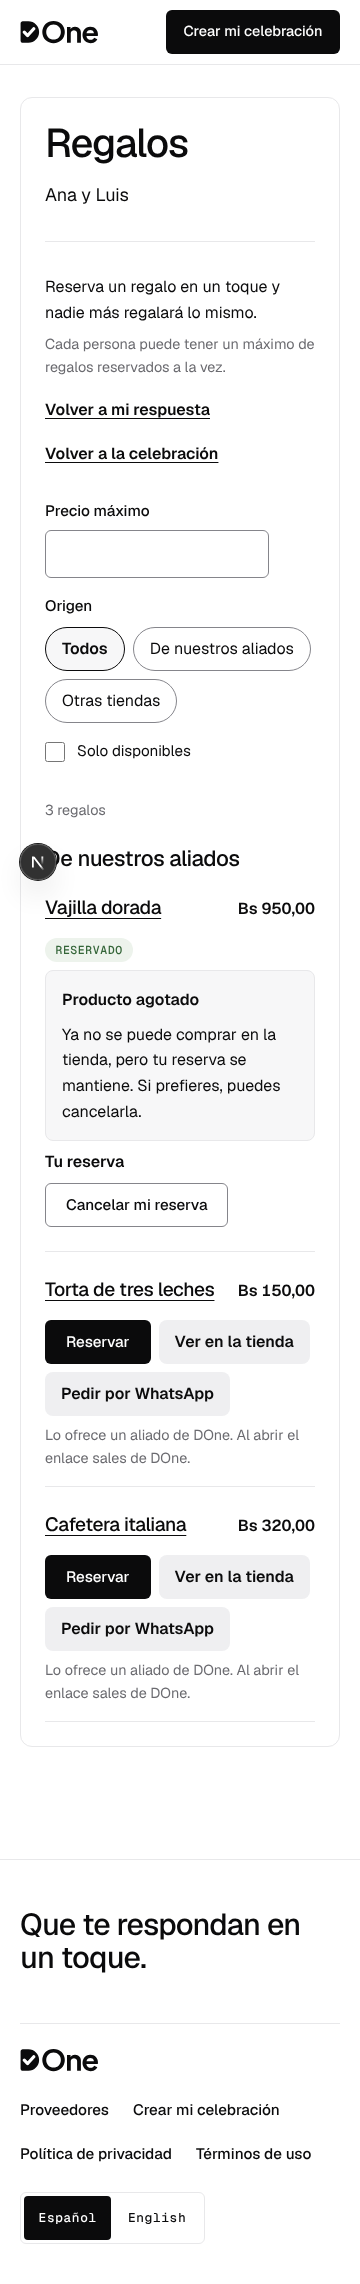 DOne
Crear mi celebración
Regalos
Ana y Luis
Reserva un regalo en un toque y
nadie más regalará lo mismo.
Cada persona puede tener un máximo de
regalos reservados a la vez.
Volver a mi respuesta
Volver a la celebración
Precio máximo
Origen
Todos
De nuestros aliados
Otras tiendas
Solo disponibles
3 regalos
N
De nuestros aliados
Vajilla dorada
Bs 950,00
RESERVADO
Producto agotado
Ya no se puede comprar en la
tienda, pero tu reserva se
mantiene. Si prefieres, puedes
cancelarla.
Tu reserva
Cancelar mi reserva
Torta de tres leches
Bs 150,00
Reservar
Ver en la tienda
Pedir por WhatsApp
Lo ofrece un aliado de DOne. Al abrir el
enlace sales de DOne.
Cafetera italiana
Bs 320,00
Reservar
Ver en la tienda
Pedir por WhatsApp
Lo ofrece un aliado de DOne. Al abrir el
enlace sales de DOne.
Que te respondan en
un toque.
DOne
Proveedores
Crear mi celebración
Política de privacidad
Términos de uso
Español
English